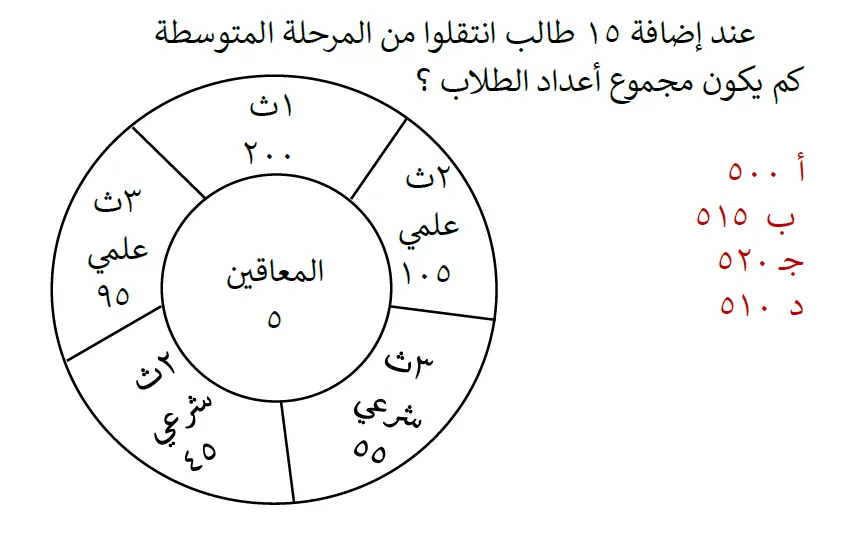 عند إضافة ١٥ طالب انتقلوا من المرحلة المتوسطة
كم يكون مجموع أعداد الطلاب ؟
أ ٥٠٠
ب ٥١٥
جـ ٥٢٠
د ٥١٠
١ث
٢٠٠
٢ث
علمي
١٠٥
٣ث
شرعي
٥٥
٢ث
شرعي
٤٥
٣ث
علمي
٩٥
المعاقين
٥